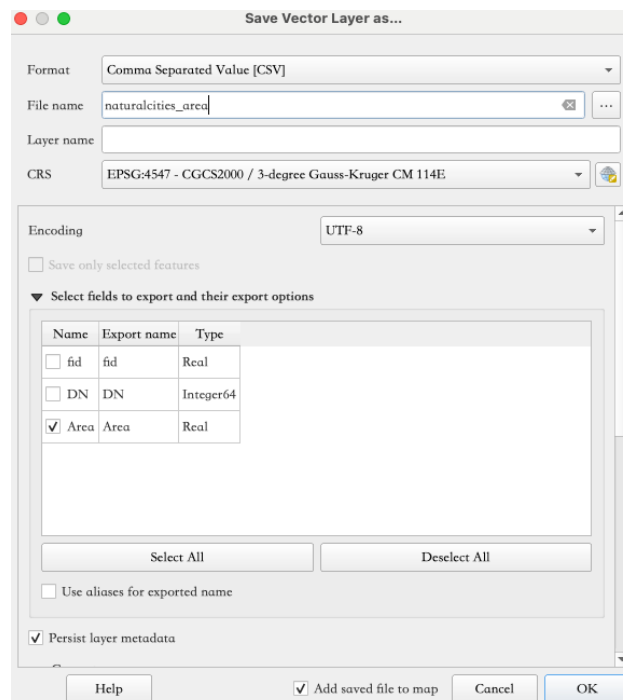 Save Vector Layer as...
Format Comma Separated Value [CSV]
File name naturalcities_area ...
Layer name
CRS EPSG:4547 - CGCS2000 / 3-degree Gauss-Kruger CM 114E
Encoding UTF-8
Save only selected features
Select fields to export and their export options
Name Export name Type
fid fid Real
DN DN Integer64
Area Area Real
Select All Deselect All
Use aliases for exported name
Persist layer metadata
Help Add saved file to map Cancel OK